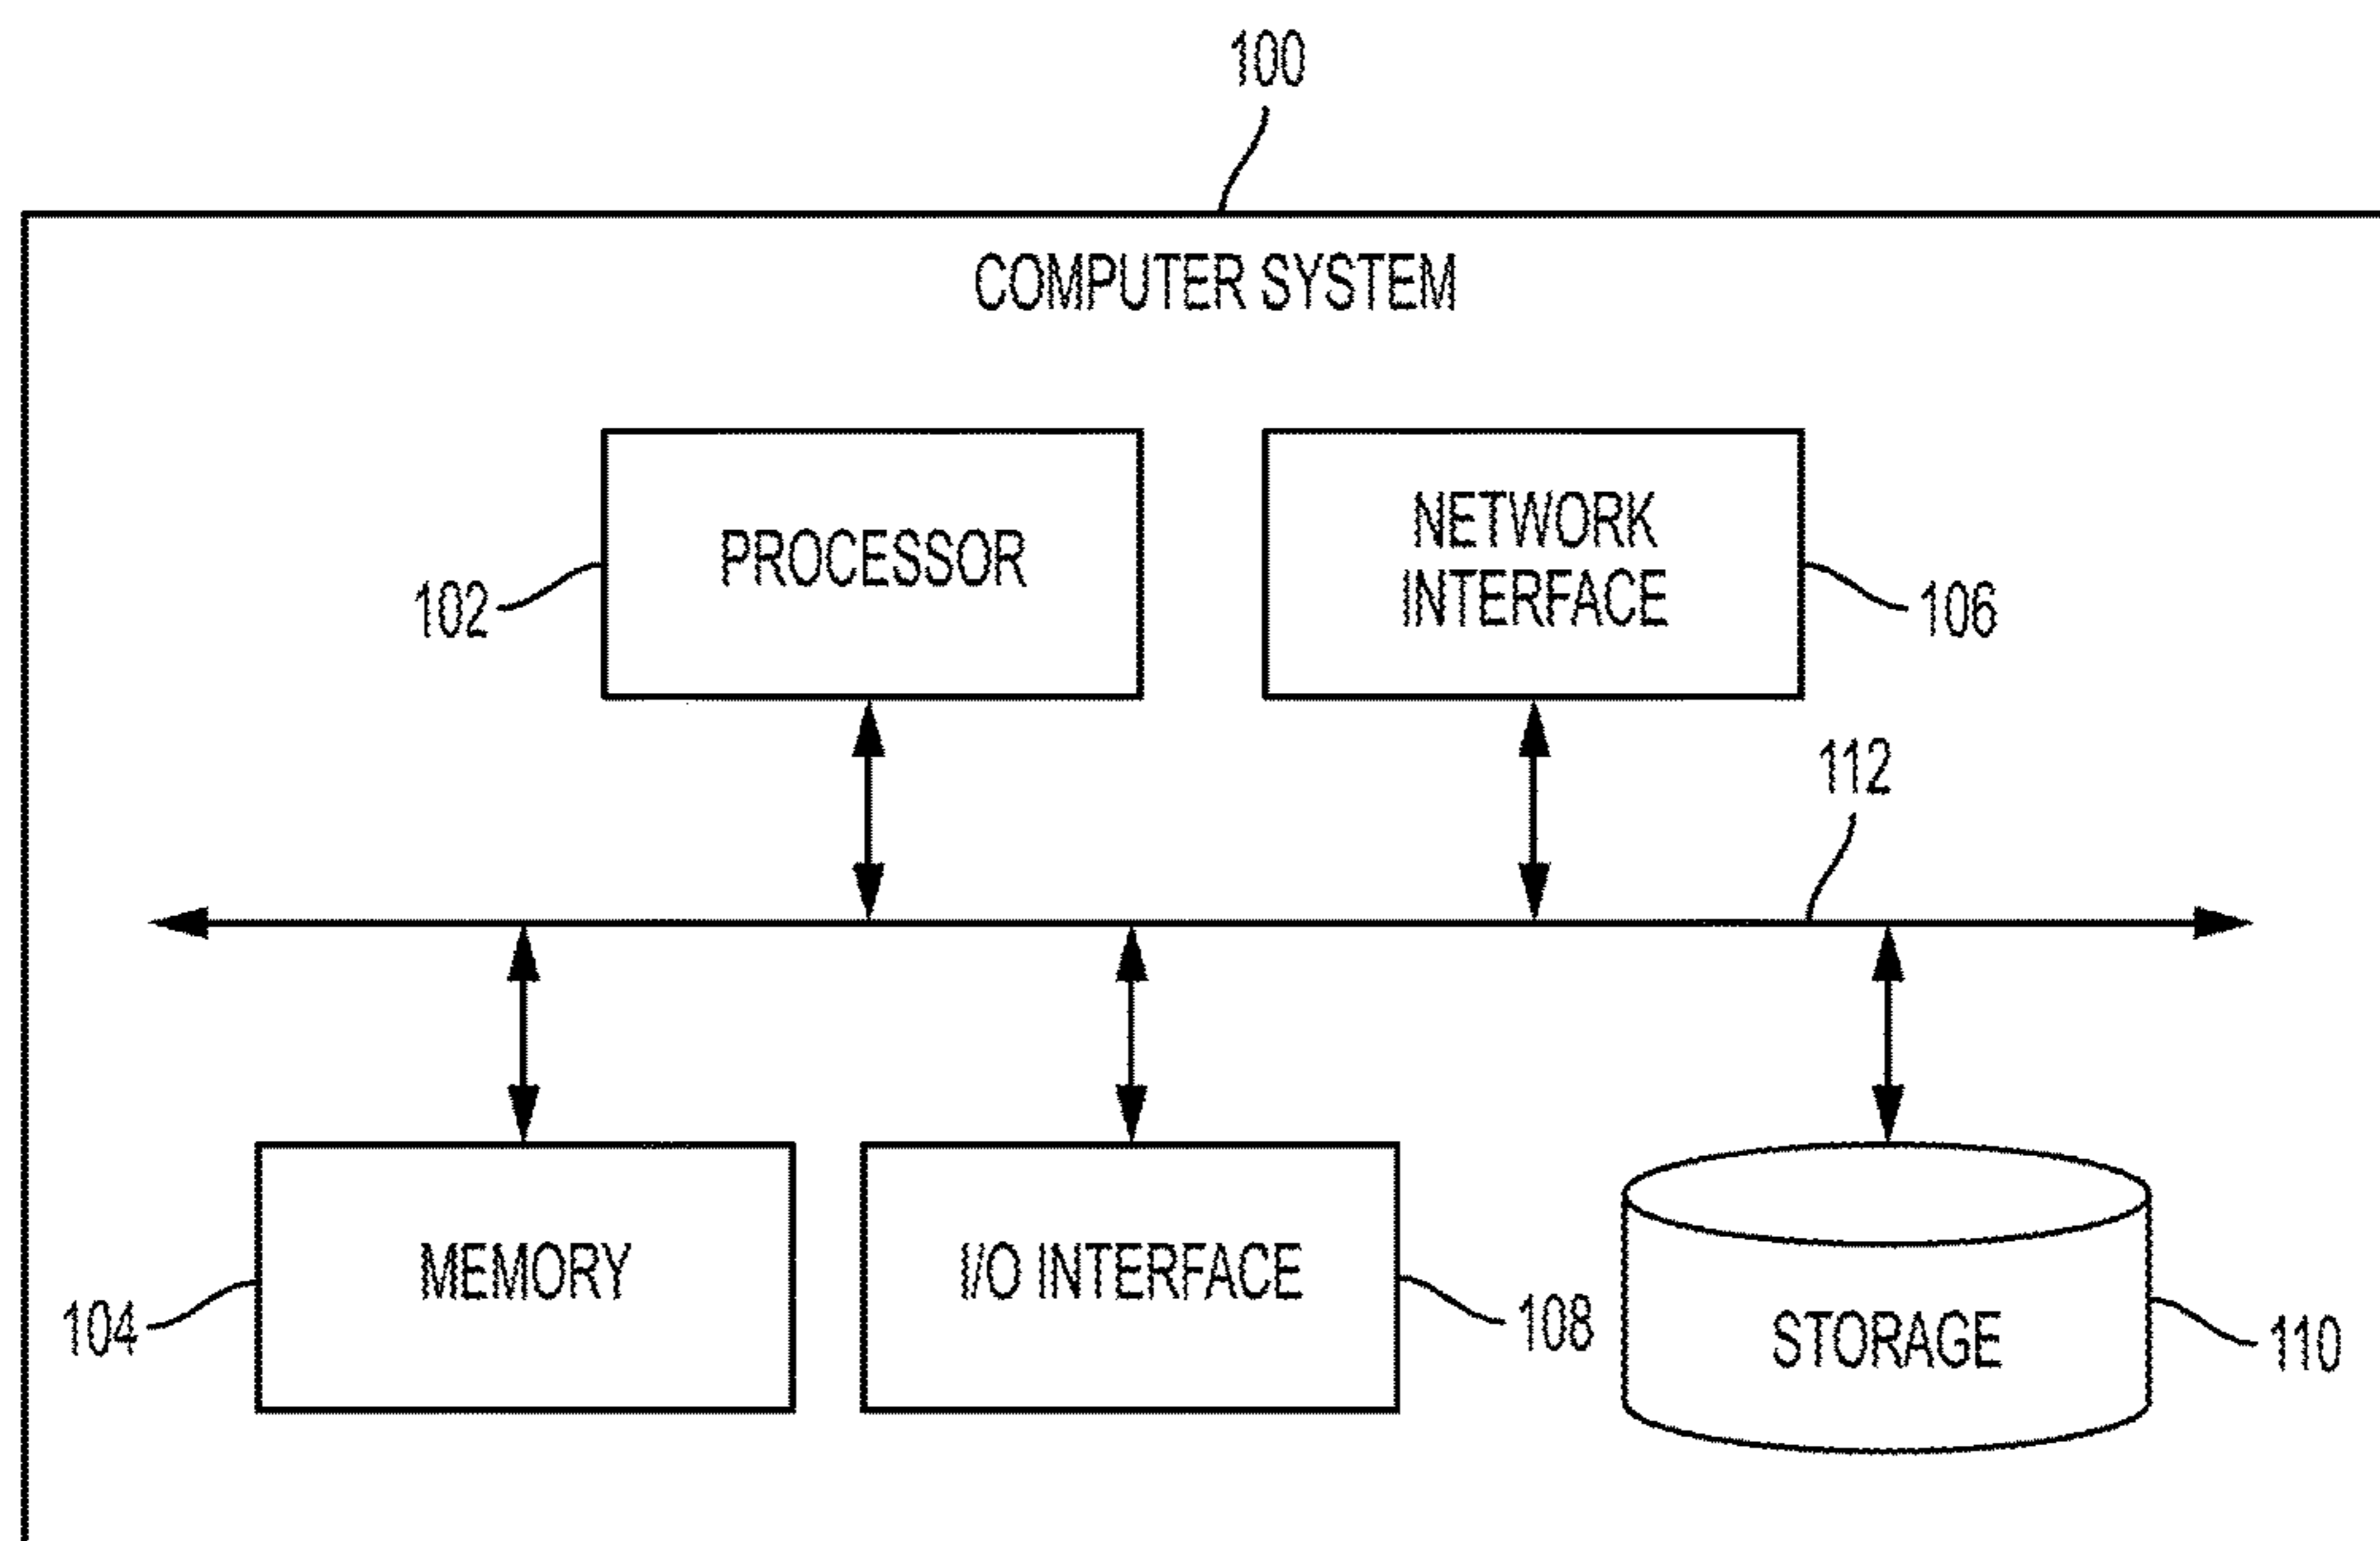 100
COMPUTER SYSTEM
PROCESSOR
NETWORK
INTERFACE
102
106
112
MEMORY
I/O INTERFACE
STORAGE
104
108
110